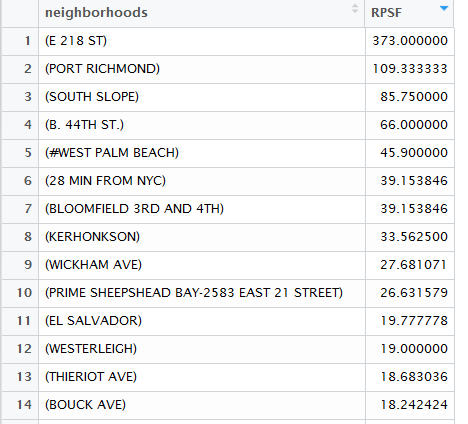 neighborhoods RPSF
1 (E 218 ST) 373.000000
2 (PORT RICHMOND) 109.333333
3 (SOUTH SLOPE) 85.750000
4 (B. 44TH ST.) 66.000000
5 (#WEST PALM BEACH) 45.900000
6 (28 MIN FROM NYC) 39.153846
7 (BLOOMFIELD 3RD AND 4TH) 39.153846
8 (KERHONKSON) 33.562500
9 (WICKHAM AVE) 27.681071
10 (PRIME SHEEPSHEAD BAY-2583 EAST 21 STREET) 26.631579
11 (EL SALVADOR) 19.777778
12 (WESTERLEIGH) 19.000000
13 (THIERIOT AVE) 18.683036
14 (BOUCK AVE) 18.242424